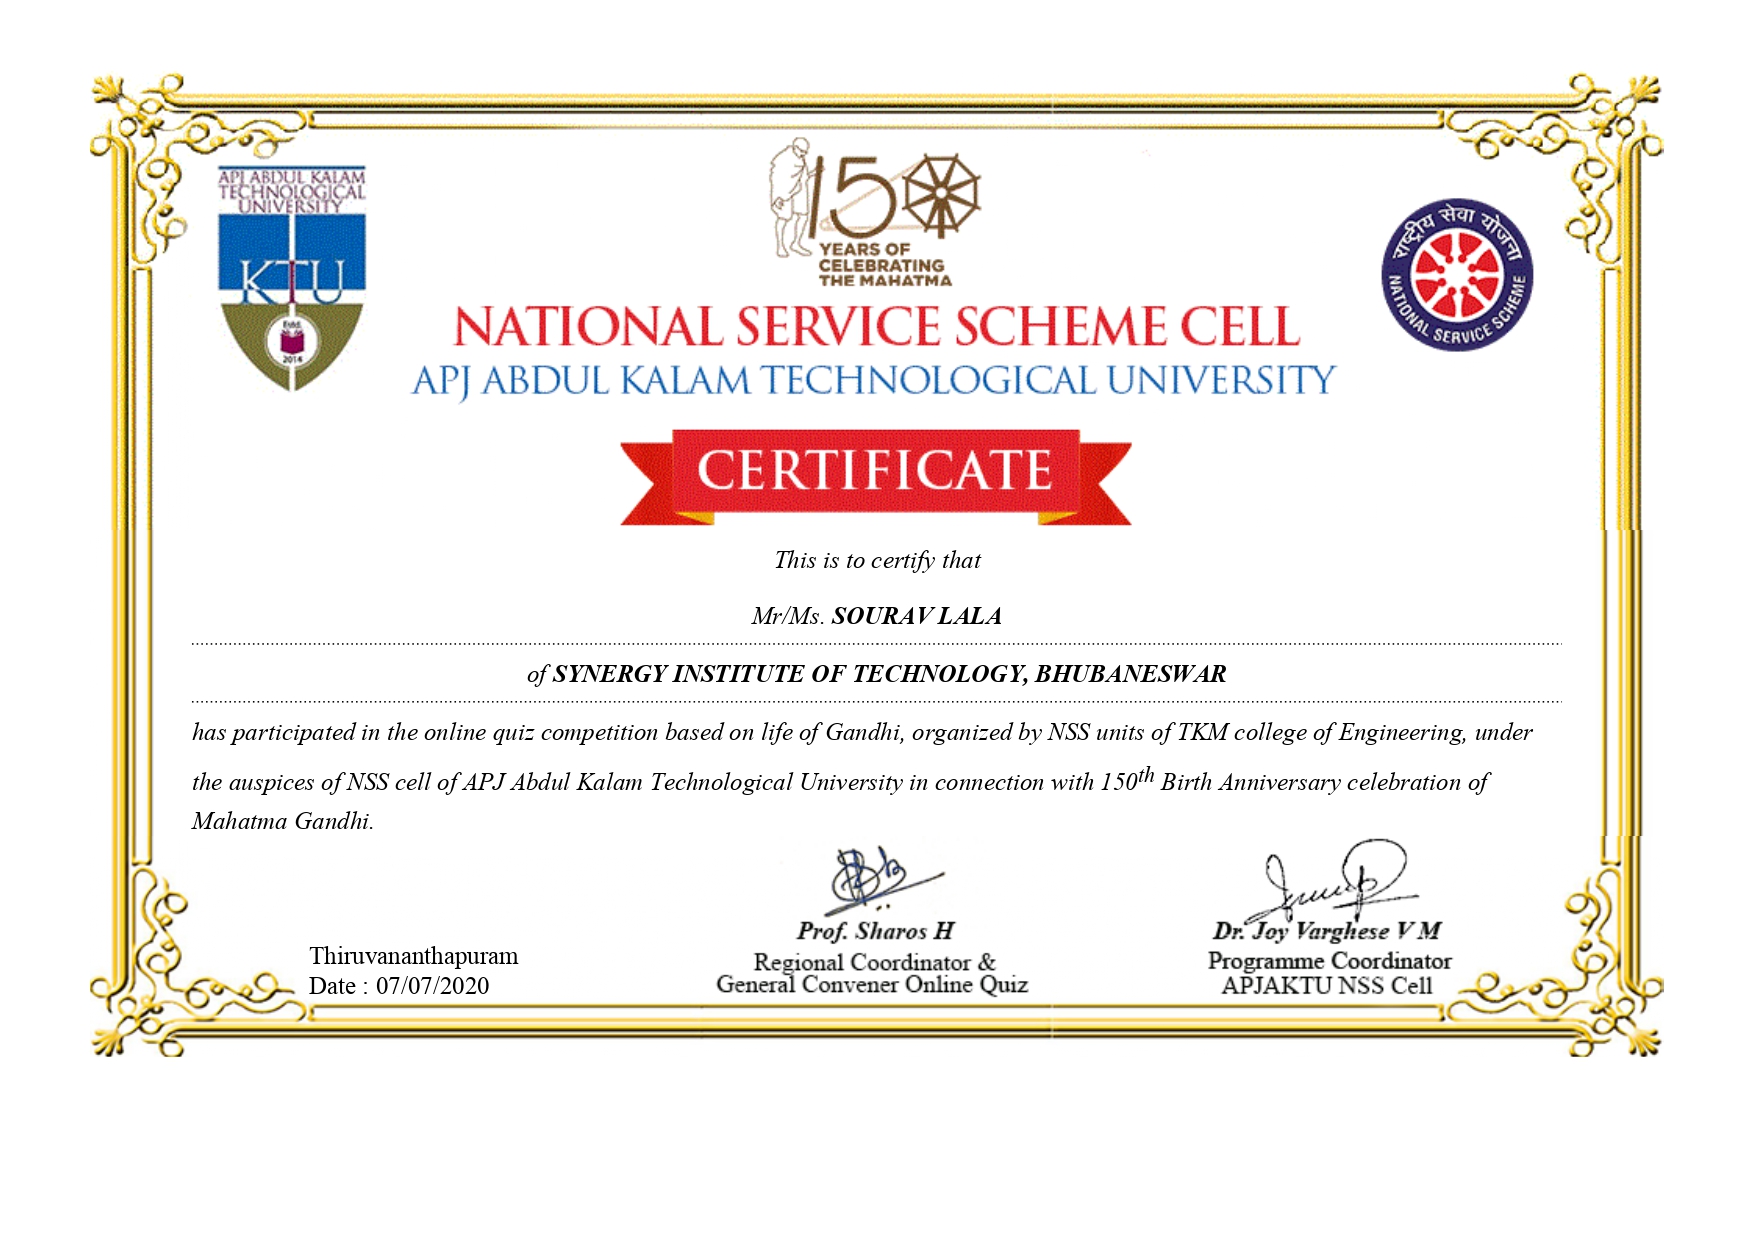 API ABDUL KALAM
TECHNOLOGICAL
UNIVERSITY
KTU
Estd.
2014
150
YEARS OF
CELEBRATING
THE MAHATMA
राष्ट्रीय सेवा योजना
NATIONAL SERVICE SCHEME
NATIONAL SERVICE SCHEME CELL
APJ ABDUL KALAM TECHNOLOGICAL UNIVERSITY
CERTIFICATE
This is to certify that
Mr/Ms. SOURAV LALA
of SYNERGY INSTITUTE OF TECHNOLOGY, BHUBANESWAR
has participated in the online quiz competition based on life of Gandhi, organized by NSS units of TKM college of Engineering, under
the auspices of NSS cell of APJ Abdul Kalam Technological University in connection with 150th Birth Anniversary celebration of
Mahatma Gandhi.
Thiruvananthapuram
Date : 07/07/2020
Prof. Sharos H
Regional Coordinator &
General Convener Online Quiz
Dr. Joy Varghese V M
Programme Coordinator
APJAKTU NSS Cell